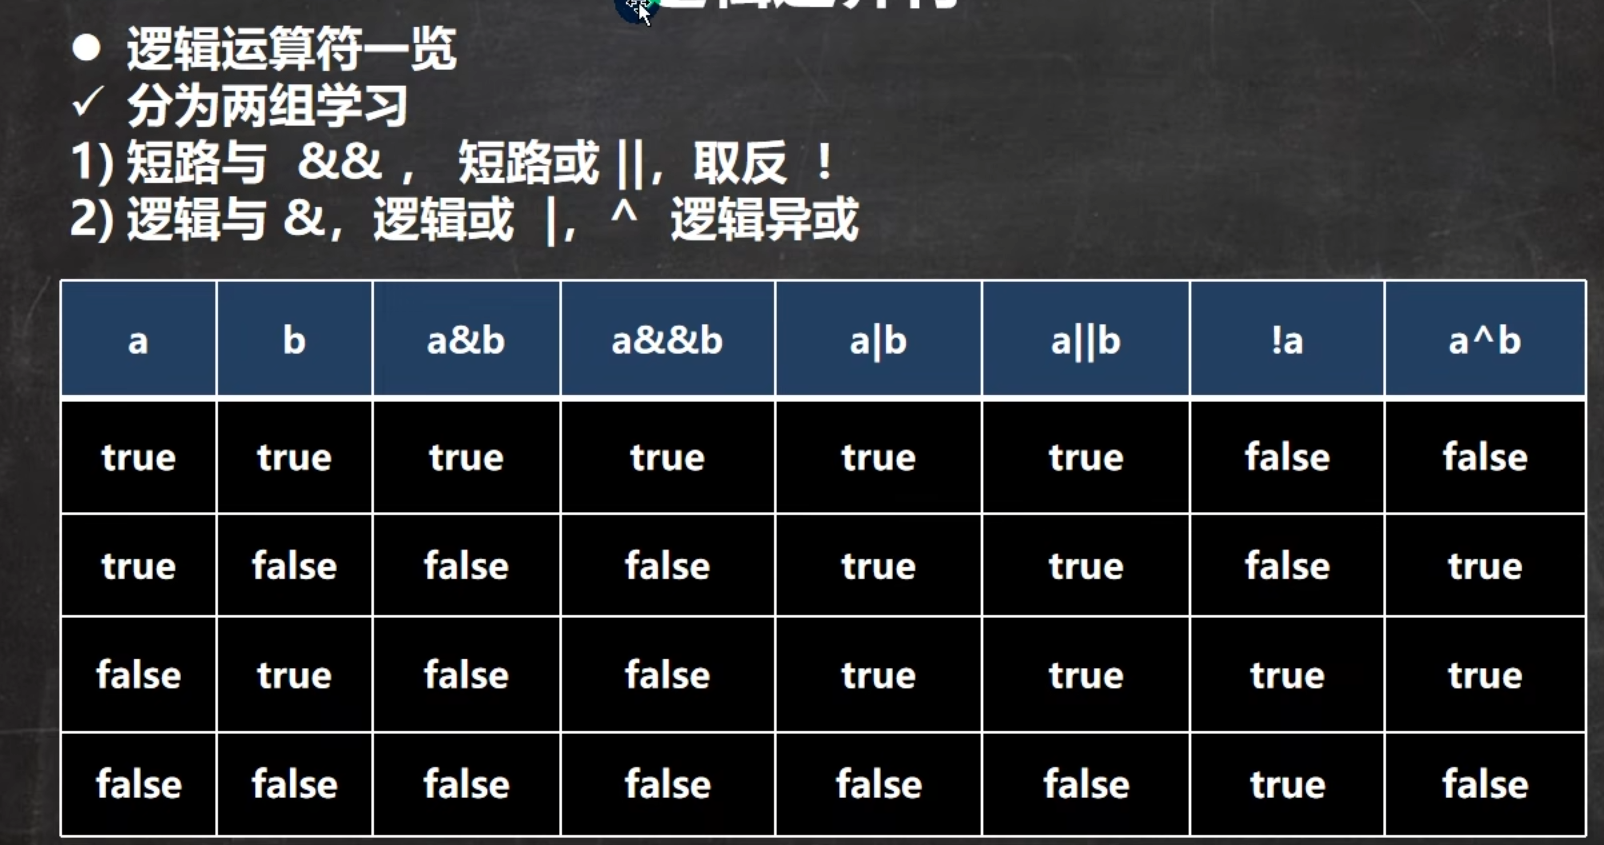 ● 逻辑运算符一览
✓ 分为两组学习
1) 短路与 && , 短路或 ||，取反 ！
2) 逻辑与 &，逻辑或 |，^ 逻辑异或
a b a&b a&&b a|b a||b !a a^b
true true true true true true false false
true false false false true true false true
false true false false true true true true
false false false false false false true false